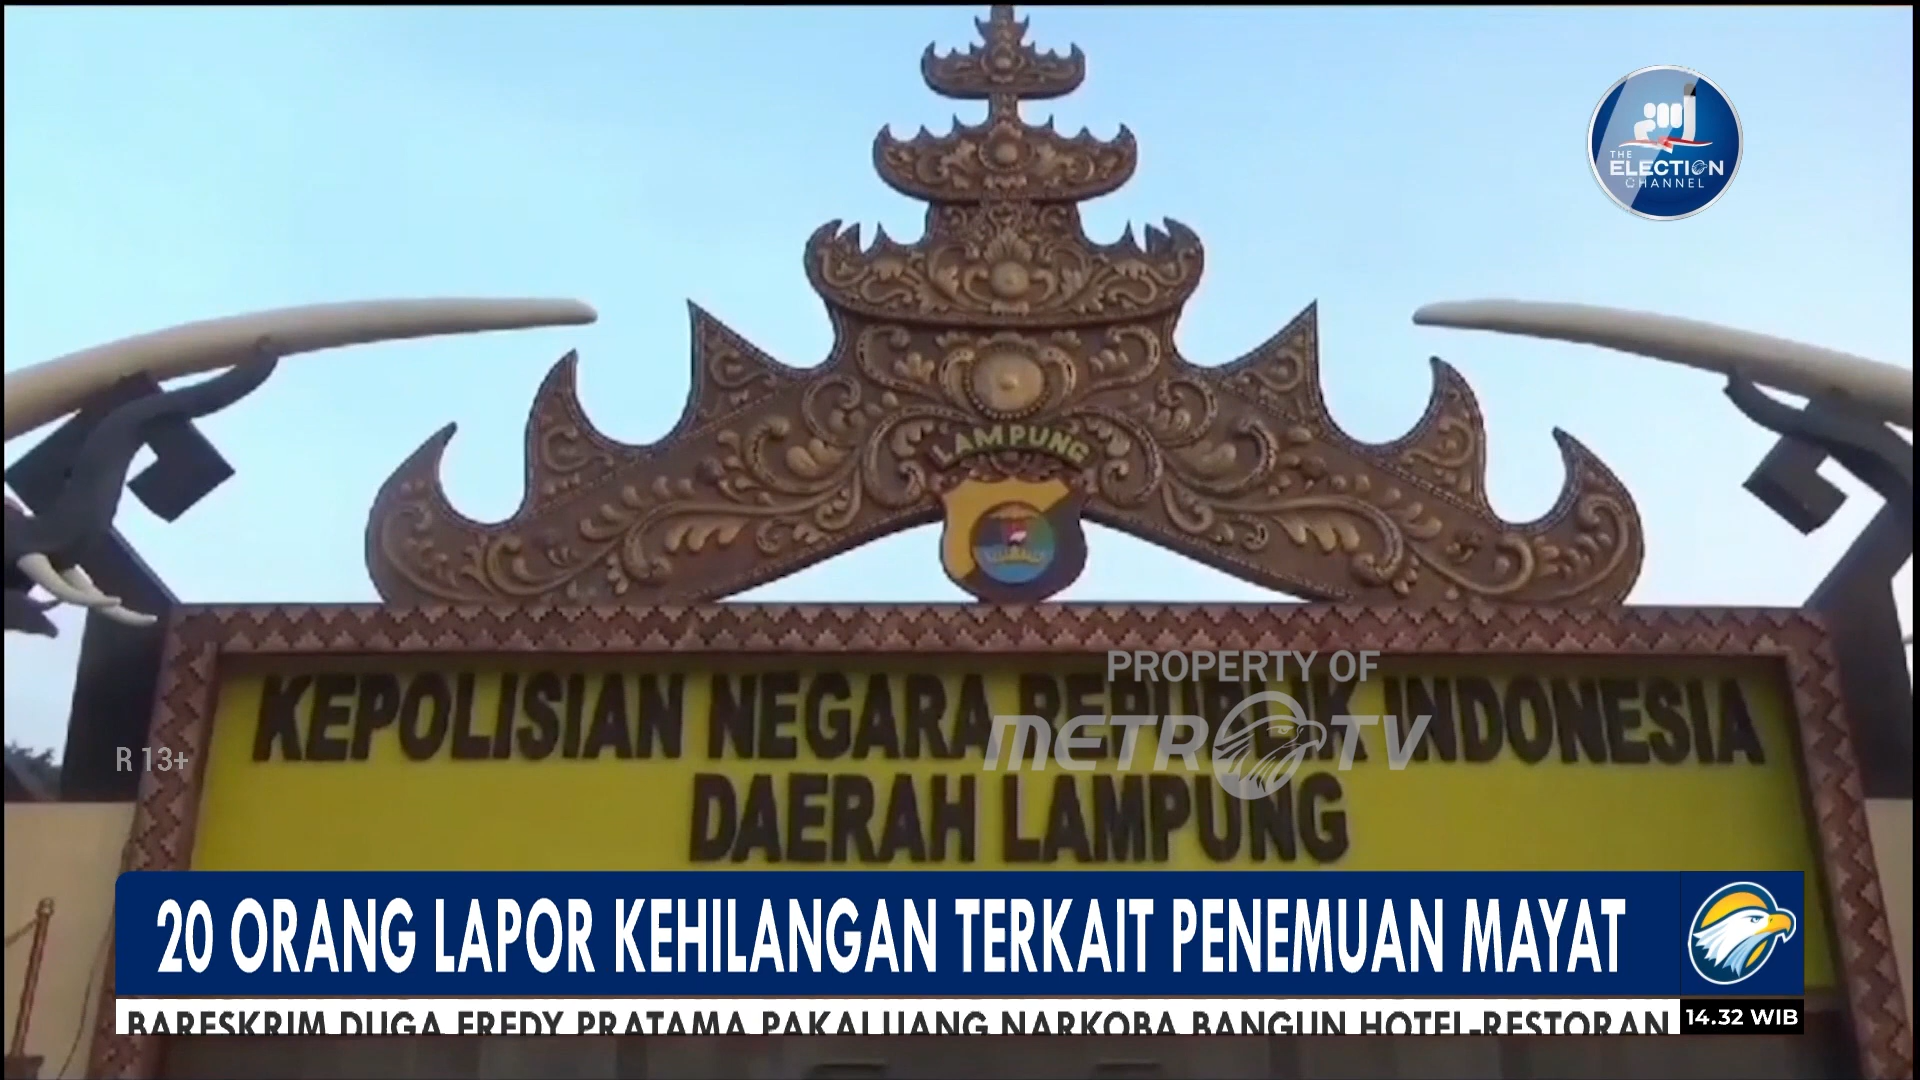 THE
ELECTION
CHANNEL
LAMPUNG
PROPERTY OF
METRO TV
KEPOLISIAN NEGARA REPUBLIK INDONESIA
DAERAH LAMPUNG
R 13+
20 ORANG LAPOR KEHILANGAN TERKAIT PENEMUAN MAYAT
BARESKRIM DUGA FREDY PRATAMA PAKAI UANG NARKOBA BANGUN HOTEL-RESTORAN
14.32 WIB